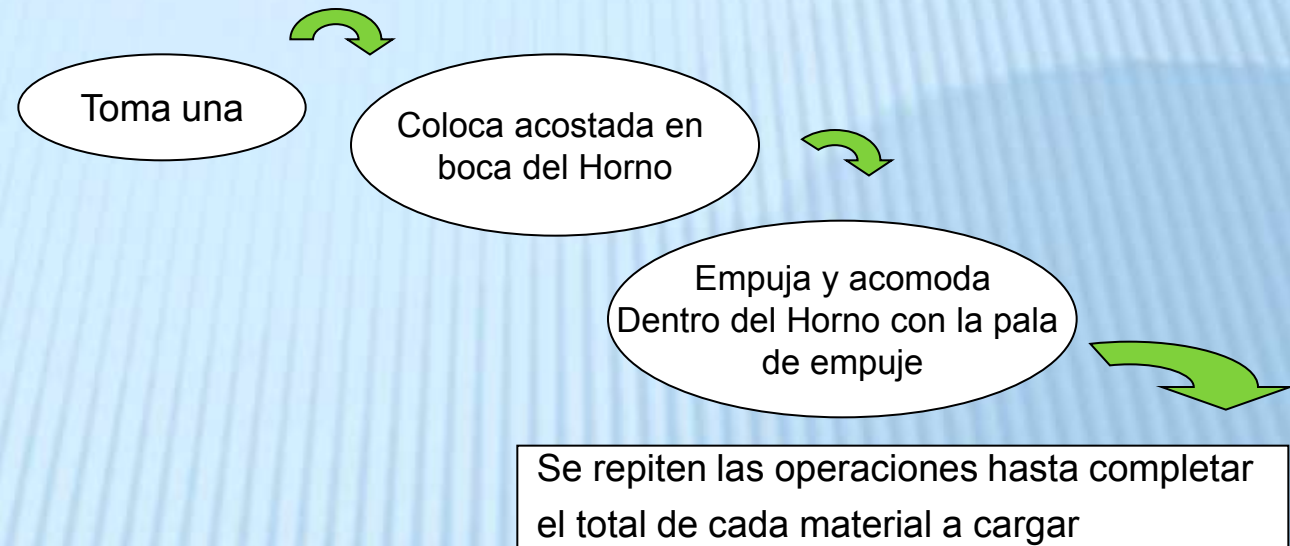 Toma una
Coloca acostada en
boca del Horno
Empuja y acomoda
Dentro del Horno con la pala
de empuje
Se repiten las operaciones hasta completar
el total de cada material a cargar